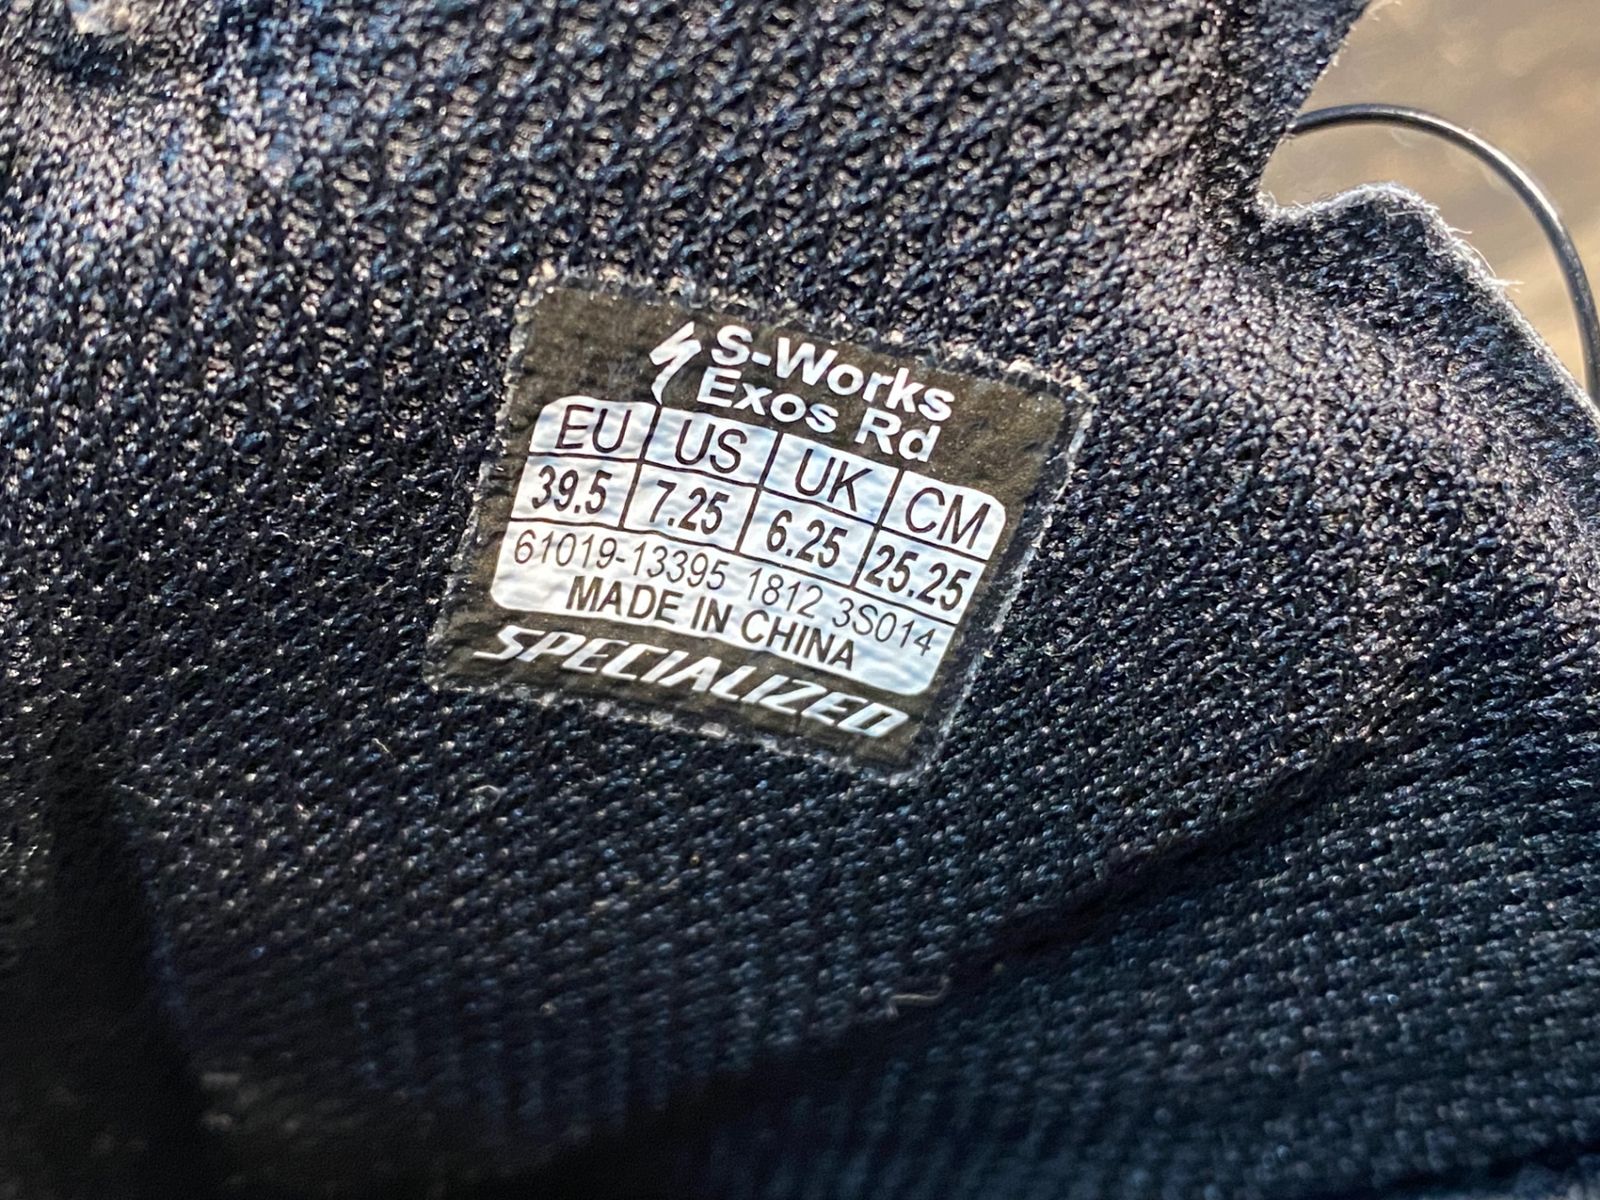 S-Works
Exos Rd
EU US UK CM
39.5 7.25 6.25 25.25
61019-13395 1812 3S014
MADE IN CHINA
SPECIALIZED